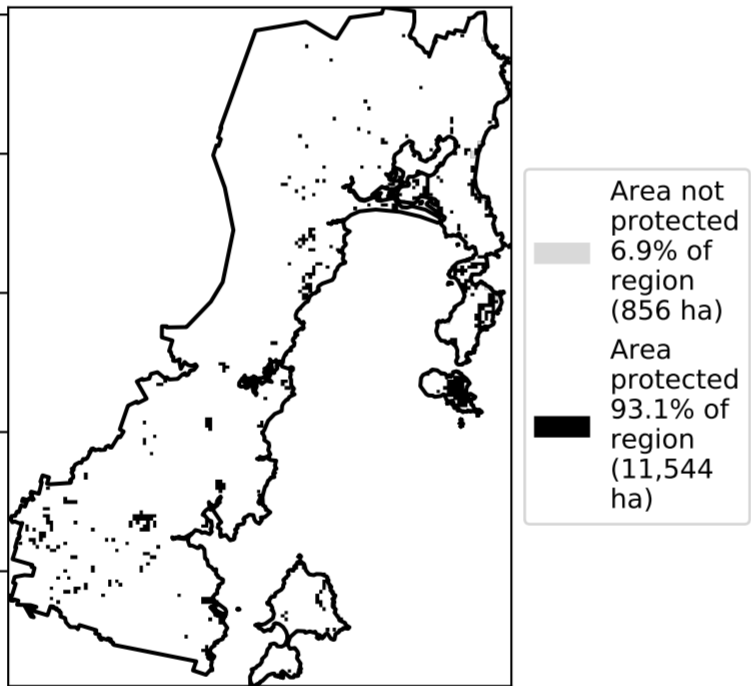 Area not
protected
6.9% of
region
(856 ha)
Area
protected
93.1% of
region
(11,544
ha)